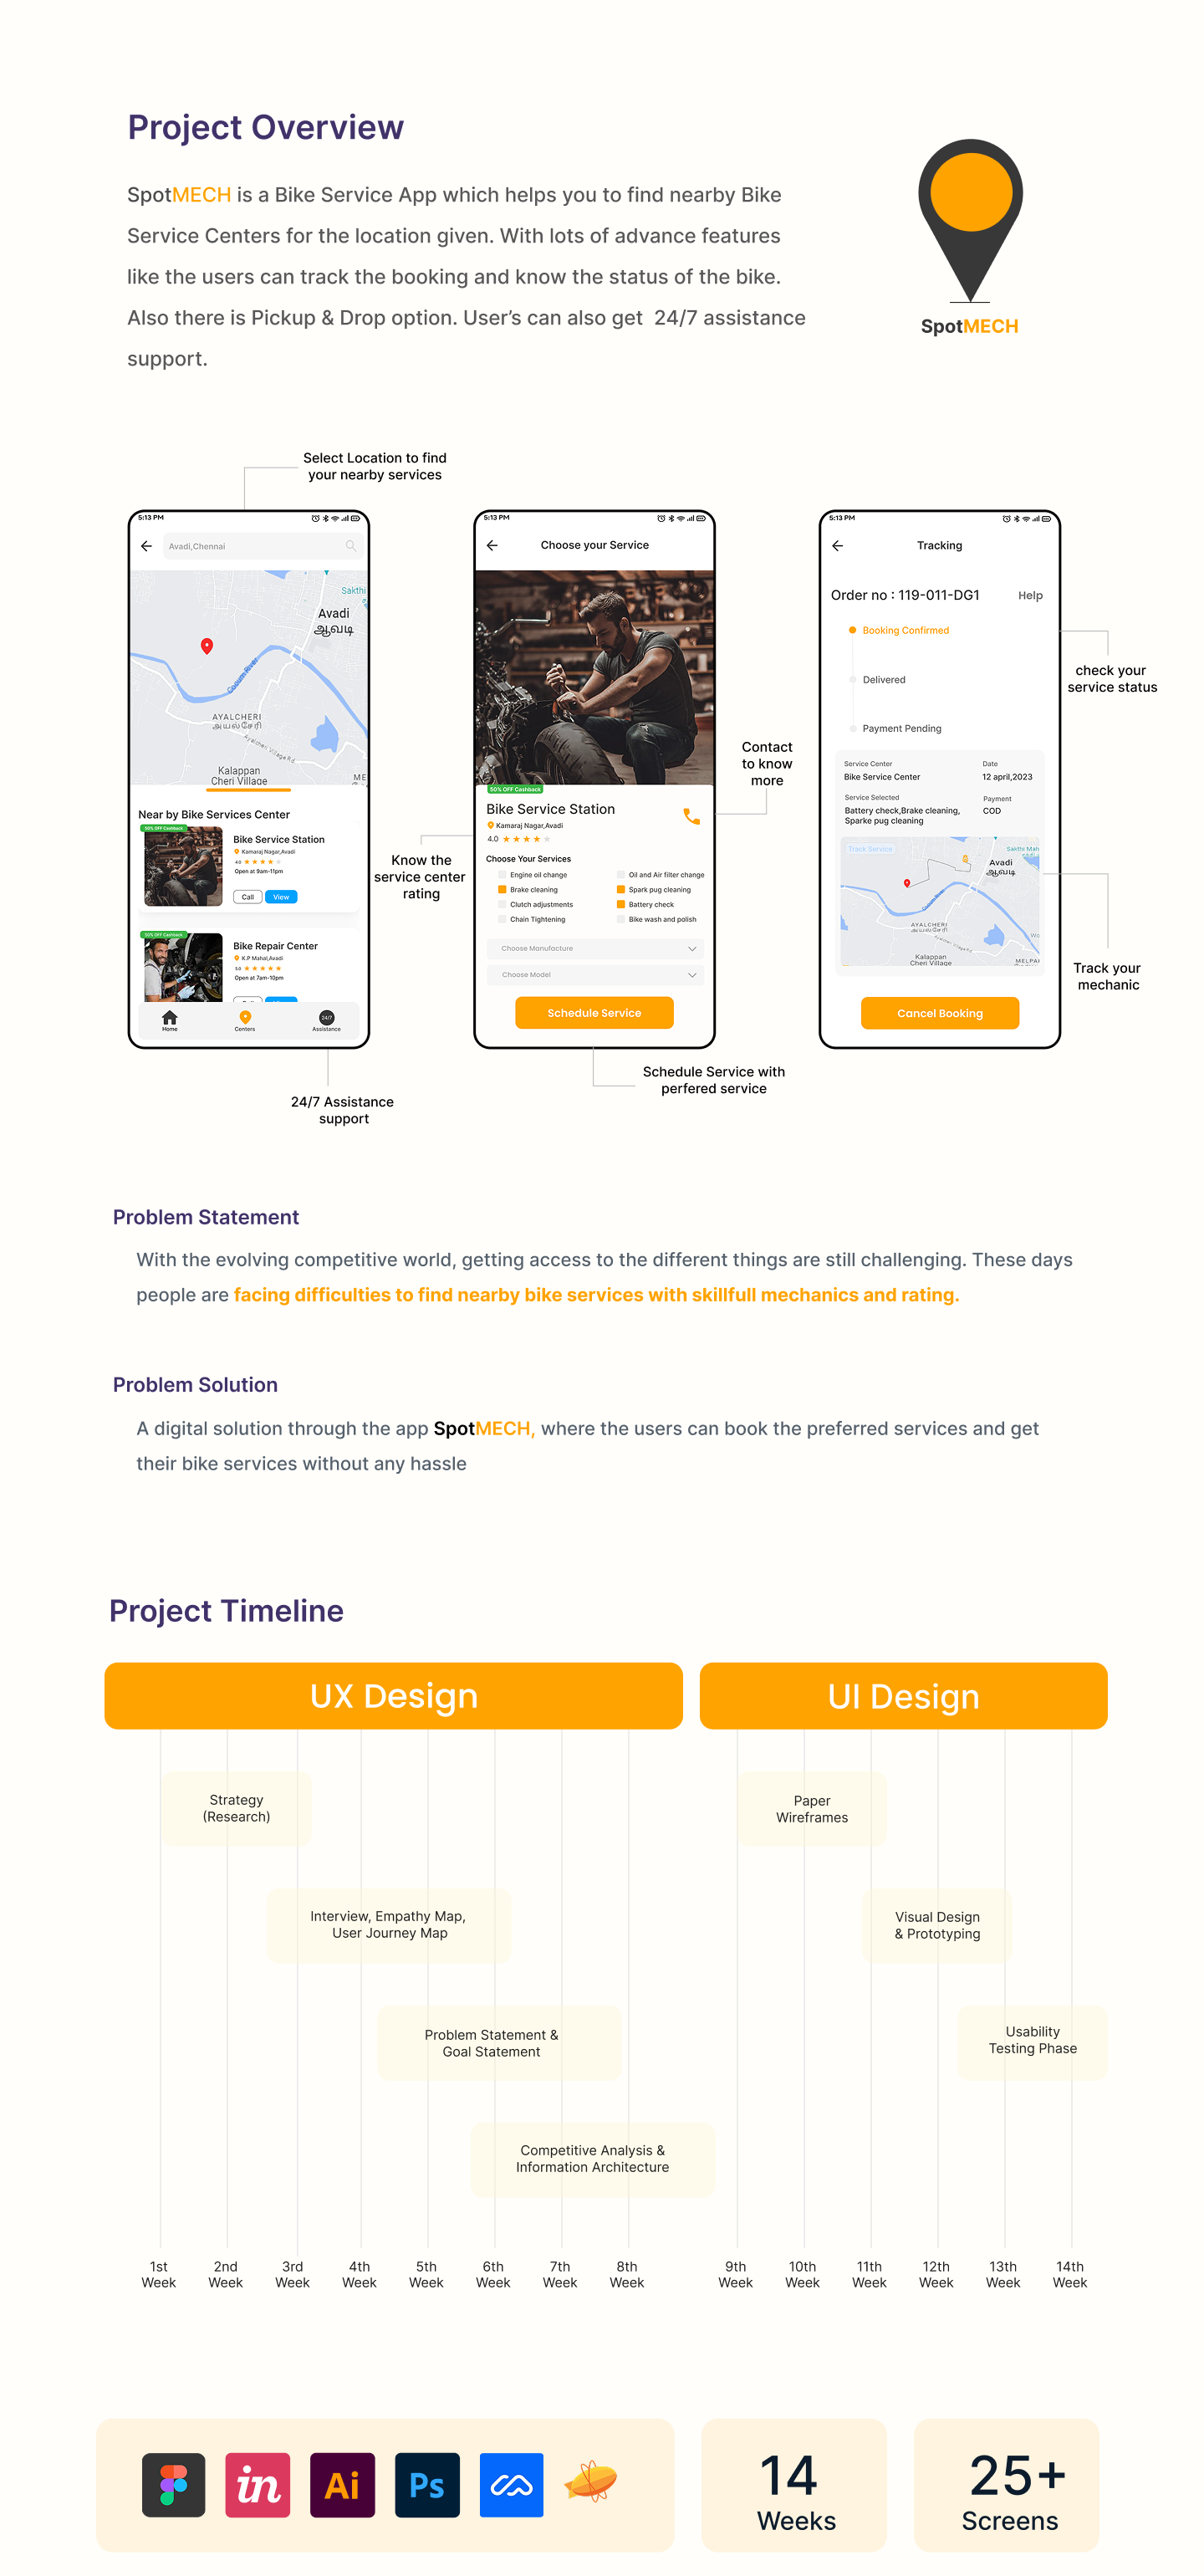 Project Overview
SpotMECH is a Bike Service App which helps you to find nearby Bike
Service Centers for the location given. With lots of advance features
like the users can track the booking and know the status of the bike.
Also there is Pickup & Drop option. User’s can also get  24/7 assistance
support.
SpotMECH
Select Location to find
your nearby services
5:13 PM
Avadi,Chennai
Sakthi
Avadi
ஆவடி
Cooum River
AYALCHERI
அயல்சேரி
Ayalcheri Village Rd
Kalappan
Cheri Village
ME
Near by Bike Services Center
50% OFF Cashback
Bike Service Station
Kamaraj Nagar,Avadi
4.0
Open at 9am-11pm
Call
View
50% OFF Cashback
Bike Repair Center
K.P Mahal,Avadi
5.0
Open at 7am-10pm
Home
Centers
24/7
Assistance
24/7 Assistance
support
5:13 PM
Choose your Service
50% OFF Cashback
Bike Service Station
Kamaraj Nagar,Avadi
4.0
Choose Your Services
Engine oil change
Oil and Air filter change
Brake cleaning
Spark pug cleaning
Clutch adjustments
Battery check
Chain Tightening
Bike wash and polish
Choose Manufacture
Choose Model
Schedule Service
Know the
service center
rating
Contact
to know
more
Schedule Service with
perfered service
5:13 PM
Tracking
Order no : 119-011-DG1
Help
Booking Confirmed
Delivered
Payment Pending
Service Center
Date
Bike Service Center
12 april,2023
Service Selected
Payment
Battery check,Brake cleaning,
COD
Sparke pug cleaning
Track Service
Sakthi Mah
Avadi
ஆவடி
AYALCHERI
அயல்சேரி
Kalappan
Cheri Village
MELPAK
Cancel Booking
check your
service status
Track your
mechanic
Problem Statement
With the evolving competitive world, getting access to the different things are still challenging. These days
people are facing difficulties to find nearby bike services with skillfull mechanics and rating.
Problem Solution
A digital solution through the app SpotMECH, where the users can book the preferred services and get
their bike services without any hassle
Project Timeline
UX Design
UI Design
Strategy
(Research)
Paper
Wireframes
Interview, Empathy Map,
User Journey Map
Visual Design
& Prototyping
Problem Statement &
Goal Statement
Usability
Testing Phase
Competitive Analysis &
Information Architecture
1st
Week
2nd
Week
3rd
Week
4th
Week
5th
Week
6th
Week
7th
Week
8th
Week
9th
Week
10th
Week
11th
Week
12th
Week
13th
Week
14th
Week
in
Ai
Ps
14
Weeks
25+
Screens